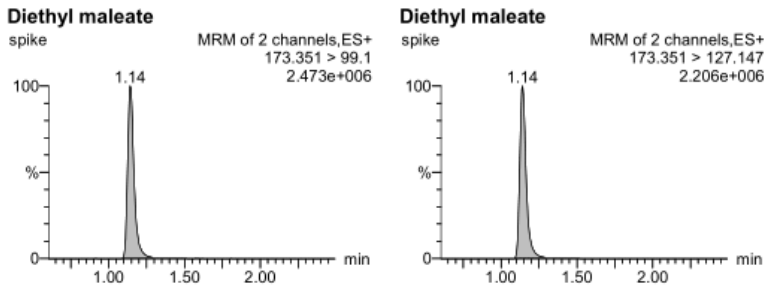 Diethyl maleate
spike
MRM of 2 channels,ES+
173.351 > 99.1
2.473e+006
1.14
100
%
0
1.00 1.50 2.00 min
Diethyl maleate
spike
MRM of 2 channels,ES+
173.351 > 127.147
2.206e+006
1.14
100
%
0
1.00 1.50 2.00 min